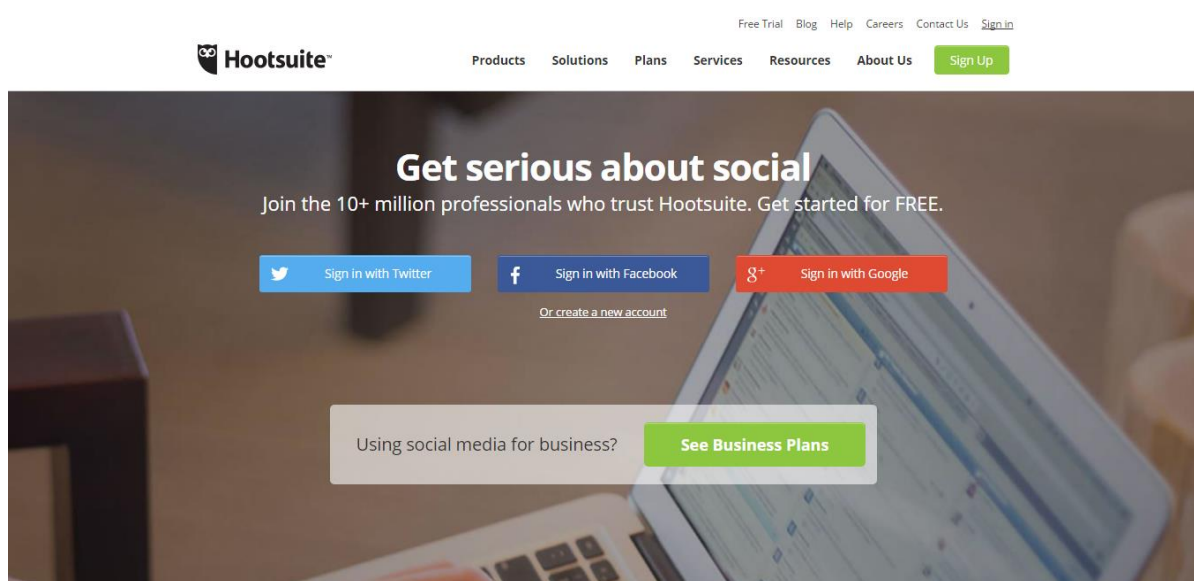 Free Trial Blog Help Careers Contact Us Sign in
Hootsuite™ Products Solutions Plans Services Resources About Us Sign Up
Get serious about social
Join the 10+ million professionals who trust Hootsuite. Get started for FREE.
Sign in with Twitter f Sign in with Facebook g+ Sign in with Google
Or create a new account
Using social media for business? See Business Plans